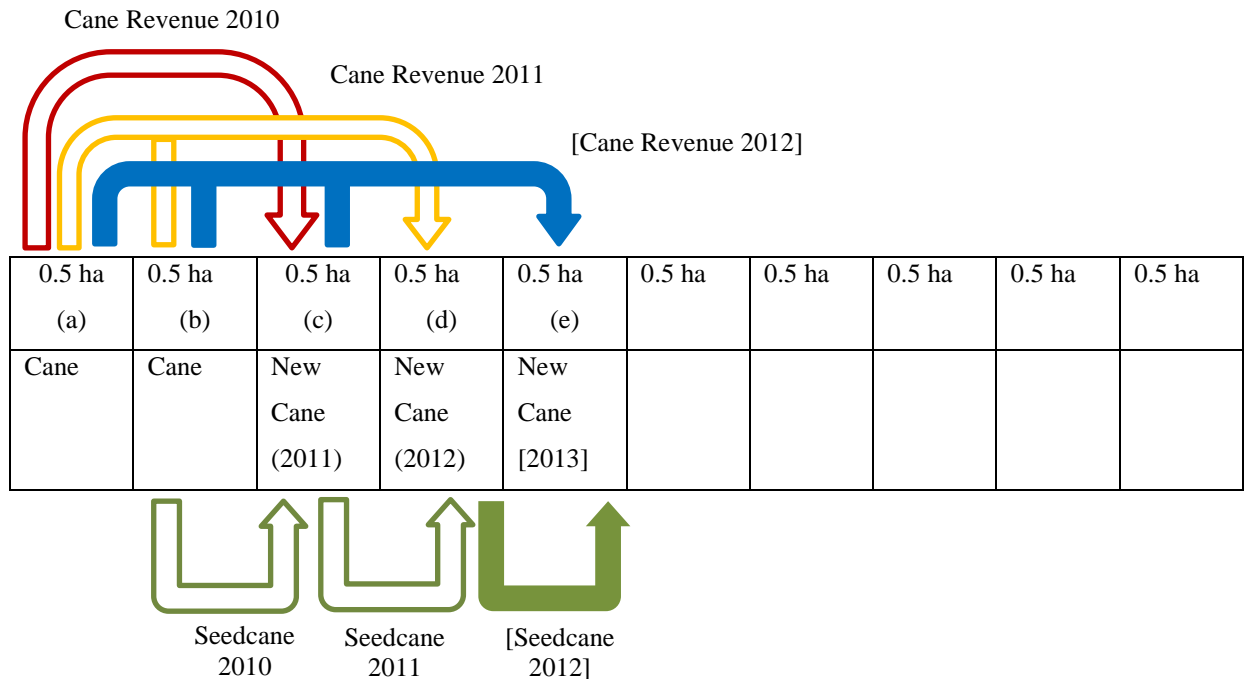 Cane Revenue 2010
Cane Revenue 2011
[Cane Revenue 2012]
0.5 ha 0.5 ha 0.5 ha 0.5 ha 0.5 ha 0.5 ha 0.5 ha 0.5 ha 0.5 ha 0.5 ha
(a) (b) (c) (d) (e)
Cane Cane New New New
Cane Cane Cane
(2011) (2012) [2013]
Seedcane Seedcane [Seedcane
2010 2011 2012]